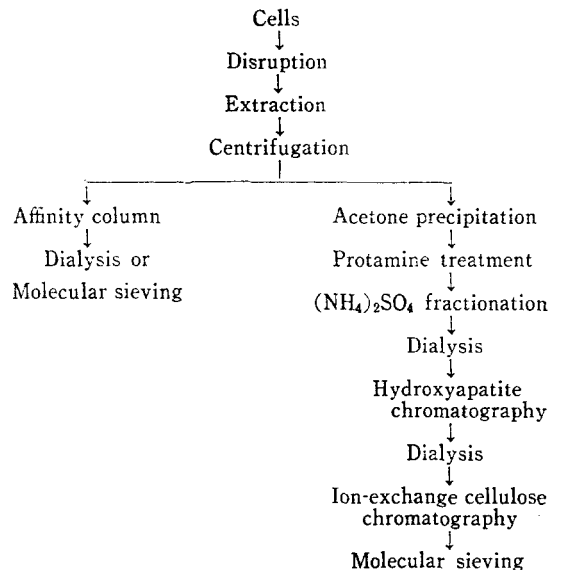 Cells
Disruption
Extraction
Centrifugation
Affinity column
Dialysis or
Molecular sieving
Acetone precipitation
Protamine treatment
(NH₄)₂SO₄ fractionation
Dialysis
Hydroxyapatite
chromatography
Dialysis
Ion-exchange cellulose
chromatography
Molecular sieving